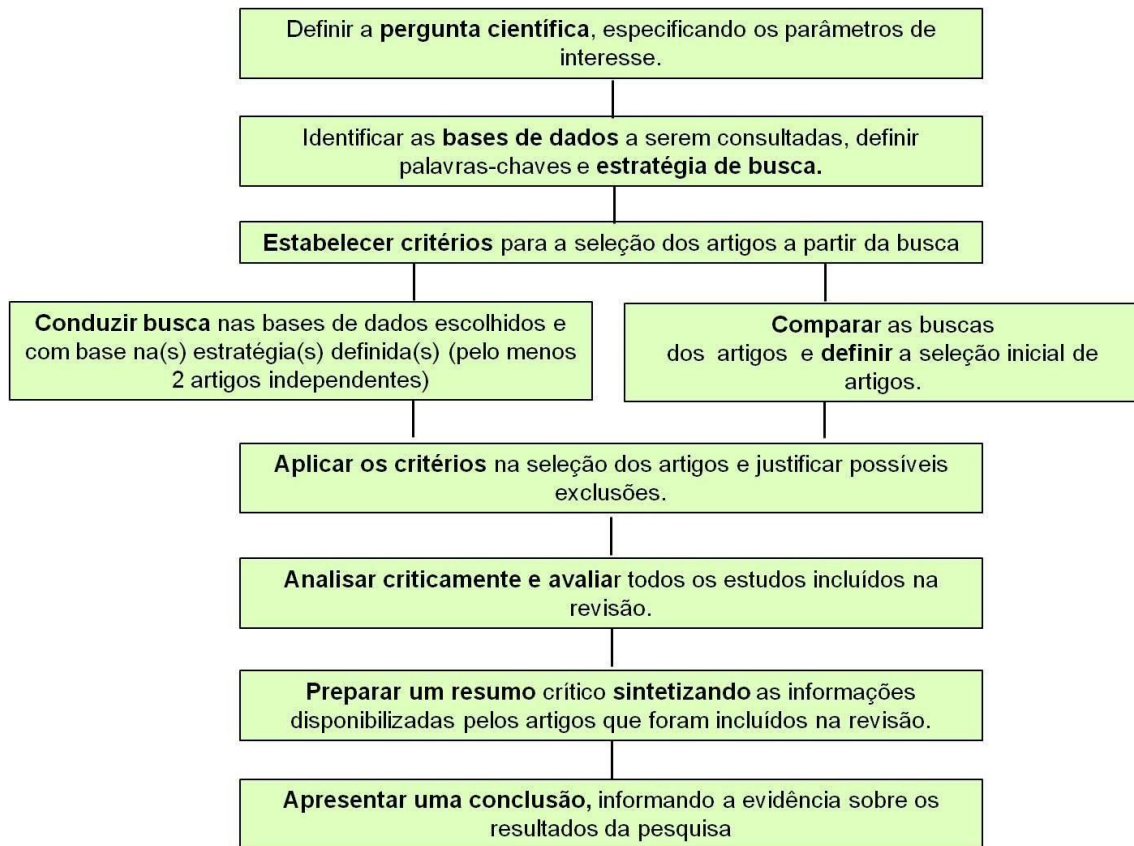 Definir a pergunta científica, especificando os parâmetros de
interesse.
Identificar as bases de dados a serem consultadas, definir
palavras-chaves e estratégia de busca.
Estabelecer critérios para a seleção dos artigos a partir da busca
Conduzir busca nas bases de dados escolhidos e
com base na(s) estratégia(s) definida(s) (pelo menos
2 artigos independentes)
Comparar as buscas
dos artigos e definir a seleção inicial de
artigos.
Aplicar os critérios na seleção dos artigos e justificar possíveis
exclusões.
Analisar criticamente e avaliar todos os estudos incluídos na
revisão.
Preparar um resumo crítico sintetizando as informações
disponibilizadas pelos artigos que foram incluídos na revisão.
Apresentar uma conclusão, informando a evidência sobre os
resultados da pesquisa